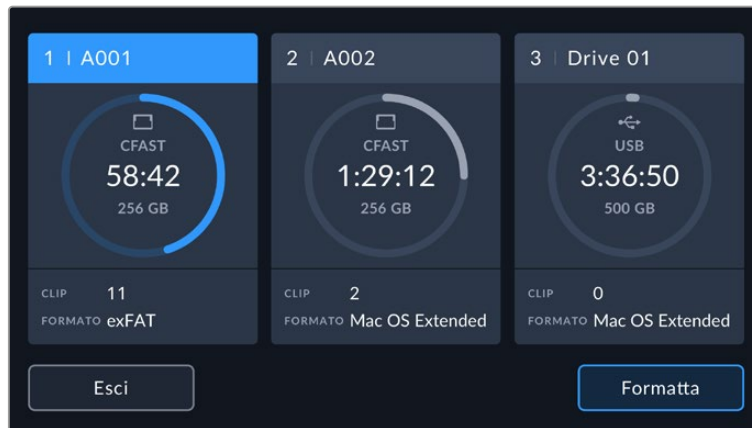 1 | A001
CFAST
58:42
256 GB
CLIP 11
FORMATO exFAT
2 | A002
CFAST
1:29:12
256 GB
CLIP 2
FORMATO Mac OS Extended
3 | Drive 01
USB
3:36:50
500 GB
CLIP 0
FORMATO Mac OS Extended
Esci
Formatta